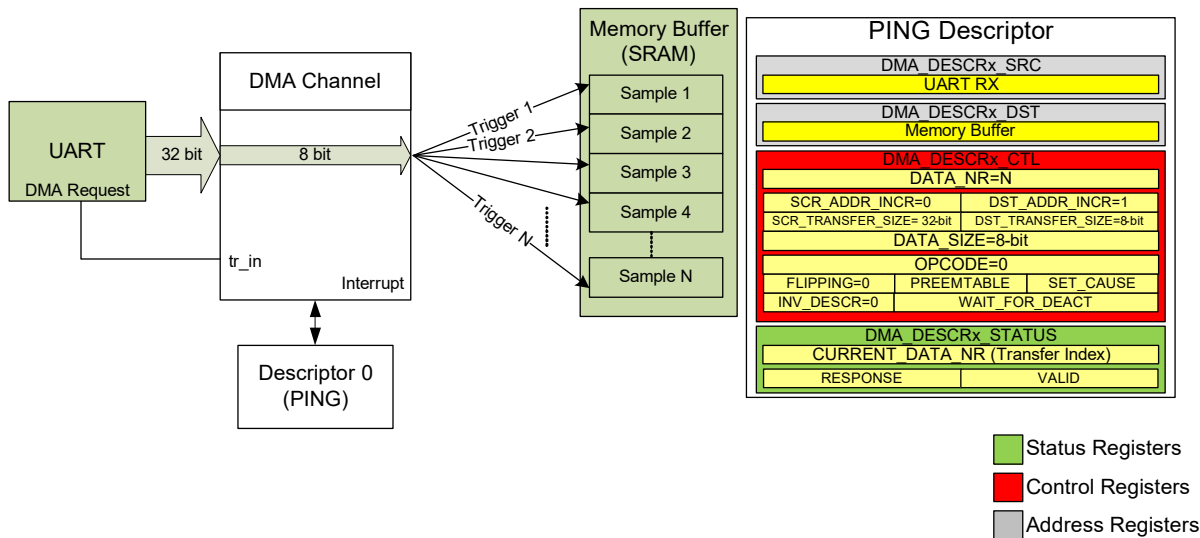 UART
DMA Request
32 bit
DMA Channel
8 bit
tr_in
Interrupt
Descriptor 0
(PING)
Trigger 1
Trigger 2
Trigger N
Memory Buffer
(SRAM)
Sample 1
Sample 2
Sample 3
Sample 4
Sample N
PING Descriptor
DMA_DESCRx_SRC
UART RX
DMA_DESCRx_DST
Memory Buffer
DMA_DESCRx_CTL
DATA_NR=N
SCR_ADDR_INCR=0 DST_ADDR_INCR=1
SCR_TRANSFER_SIZE= 32-bit DST_TRANSFER_SIZE=8-bit
DATA_SIZE=8-bit
OPCODE=0
FLIPPING=0 PREEMTABLE SET_CAUSE
INV_DESCR=0 WAIT_FOR_DEACT
DMA_DESCRx_STATUS
CURRENT_DATA_NR (Transfer Index)
RESPONSE VALID
Status Registers
Control Registers
Address Registers